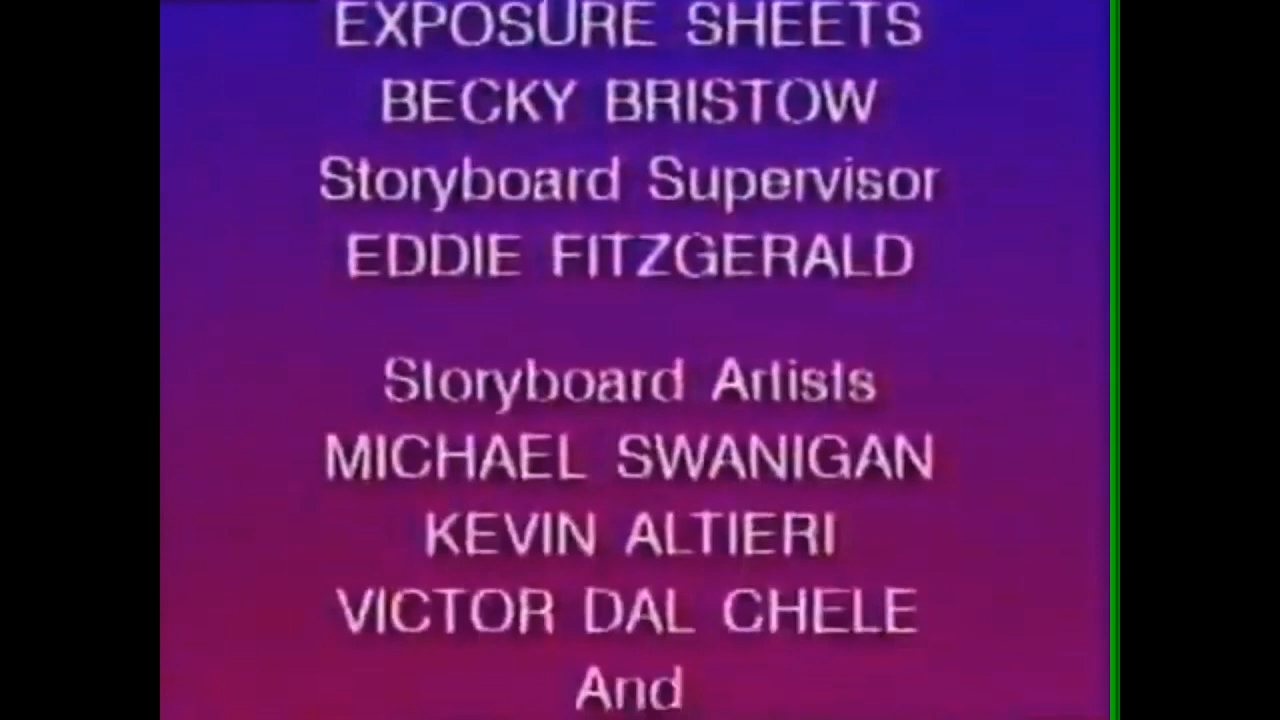 EXPOSURE SHEETS
BECKY BRISTOW
Storyboard Supervisor
EDDIE FITZGERALD
Storyboard Artists
MICHAEL SWANIGAN
KEVIN ALTIERI
VICTOR DAL CHELE
And